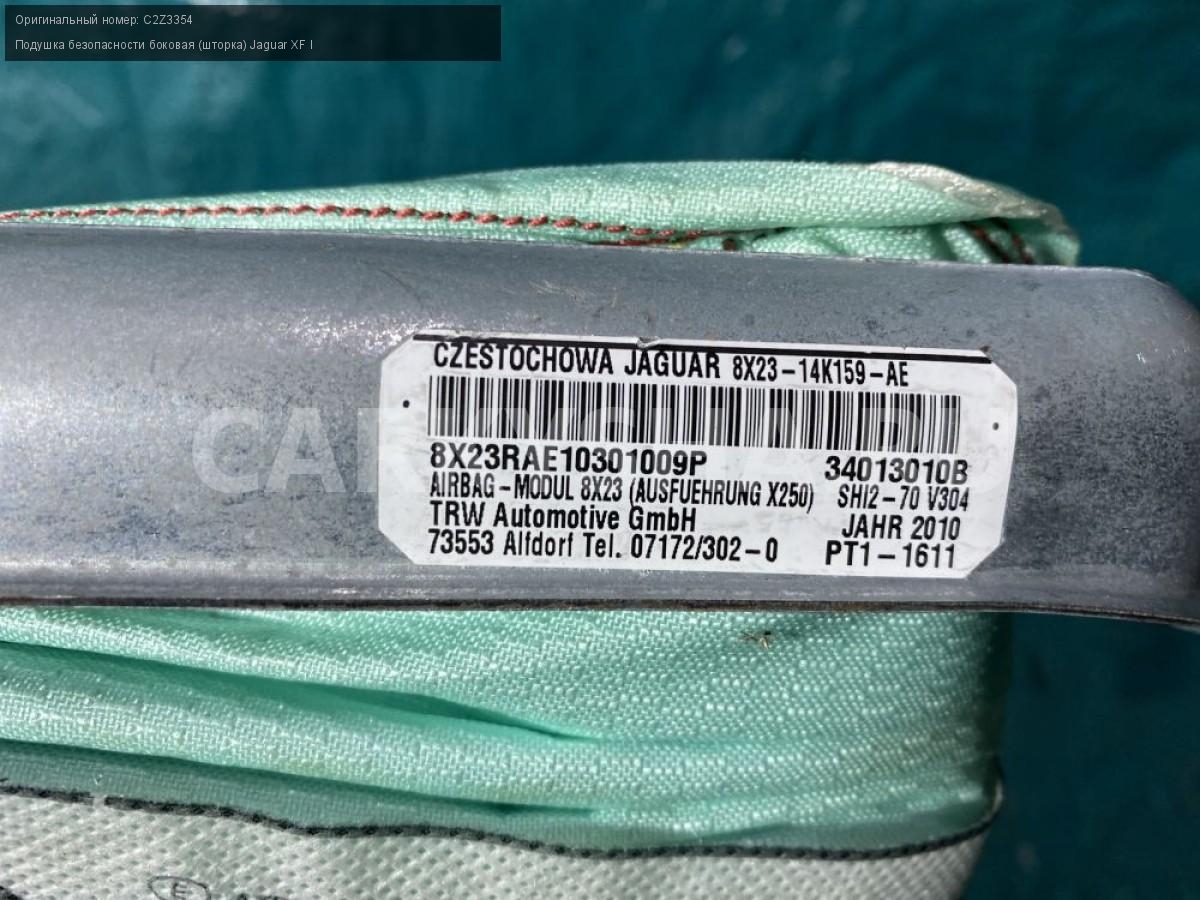 Оригинальный номер: C2Z3354
Подушка безопасности боковая (шторка) Jaguar XF I
CZESTOCHOWA JAGUAR 8X23-14K159-AE
8X23RAE10301009P 34013010B
AIRBAG-MODUL 8X23 (AUSFUEHRUNG X250) SHI2-70 V304
TRW Automotive GmbH JAHR 2010
73553 Alfdorf Tel. 07172/302-0 PT1-1611
E